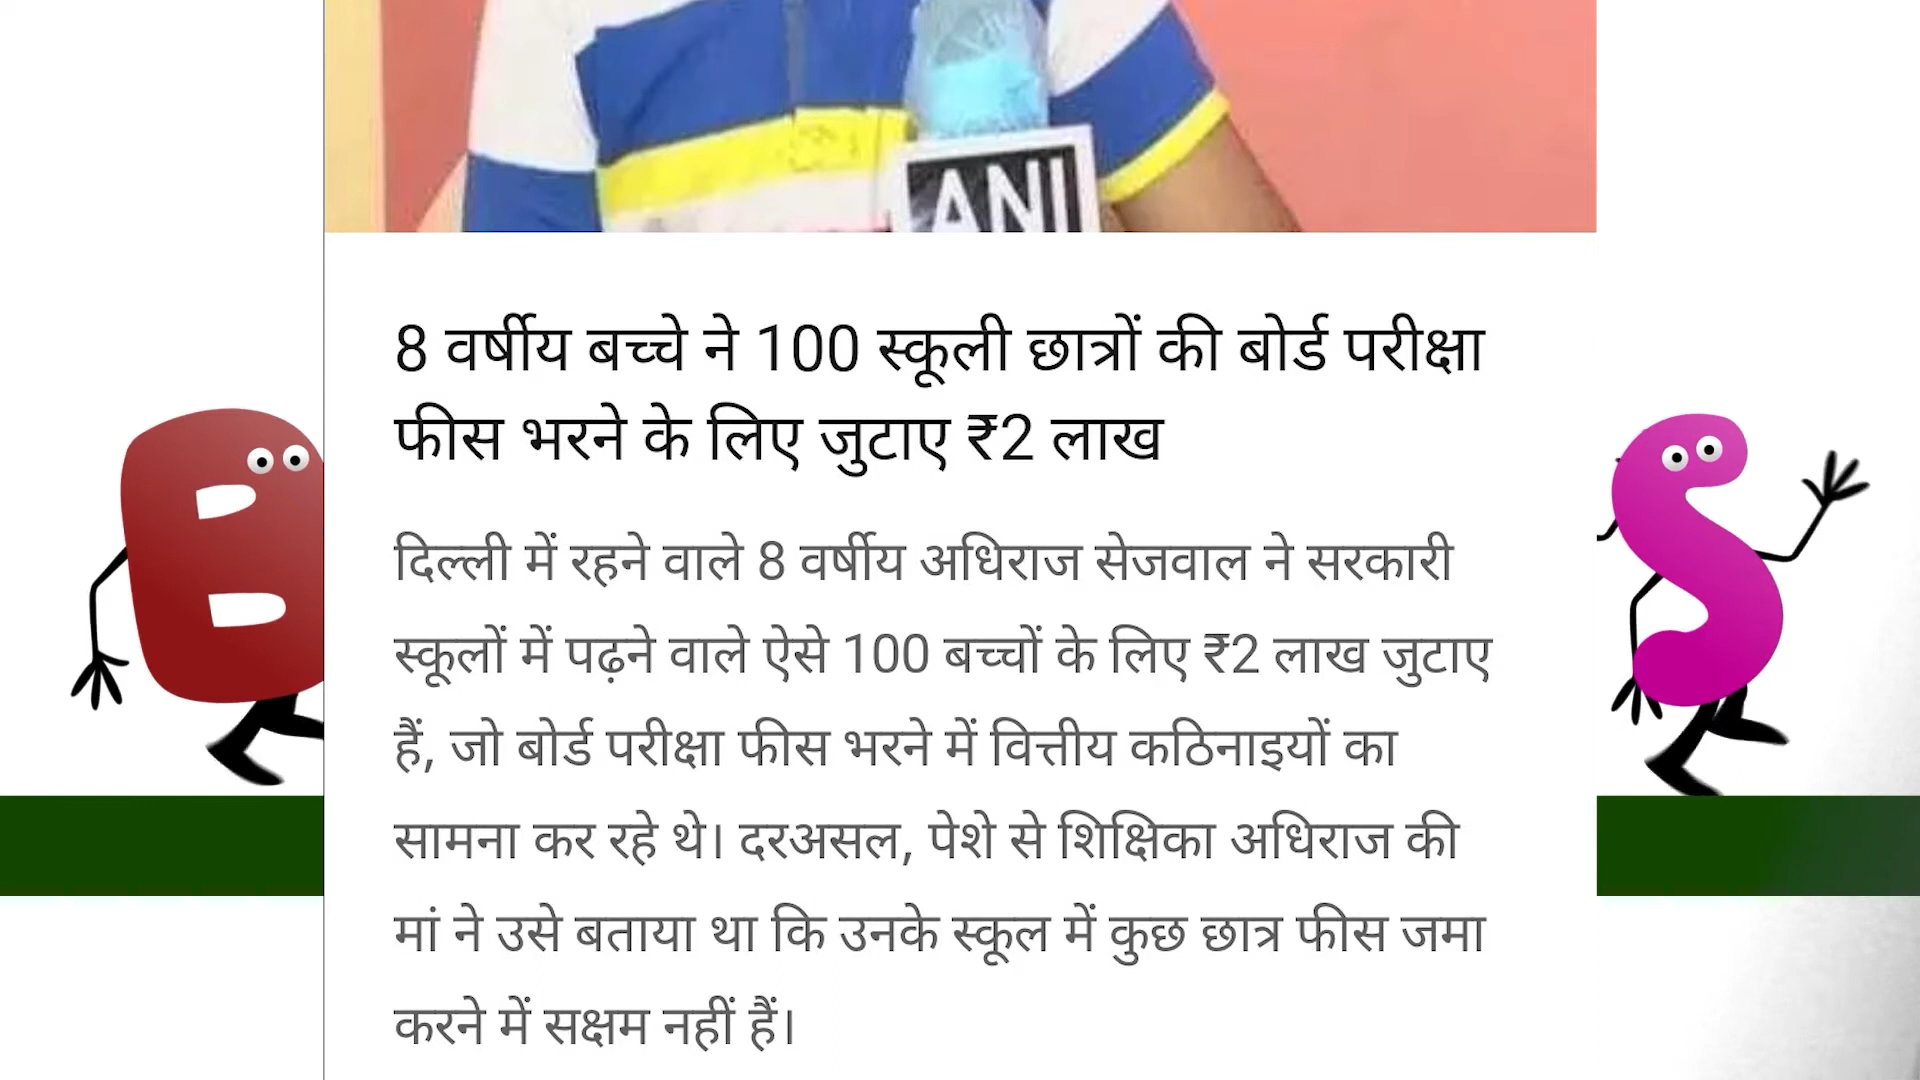 ANI
8 वर्षीय बच्चे ने 100 स्कूली छात्रों की बोर्ड परीक्षा
फीस भरने के लिए जुटाए ₹2 लाख
दिल्ली में रहने वाले 8 वर्षीय अधिराज सेजवाल ने सरकारी
स्कूलों में पढ़ने वाले ऐसे 100 बच्चों के लिए ₹2 लाख जुटाए
हैं, जो बोर्ड परीक्षा फीस भरने में वित्तीय कठिनाइयों का
सामना कर रहे थे। दरअसल, पेशे से शिक्षिका अधिराज की
मां ने उसे बताया था कि उनके स्कूल में कुछ छात्र फीस जमा
करने में सक्षम नहीं हैं।
B
S